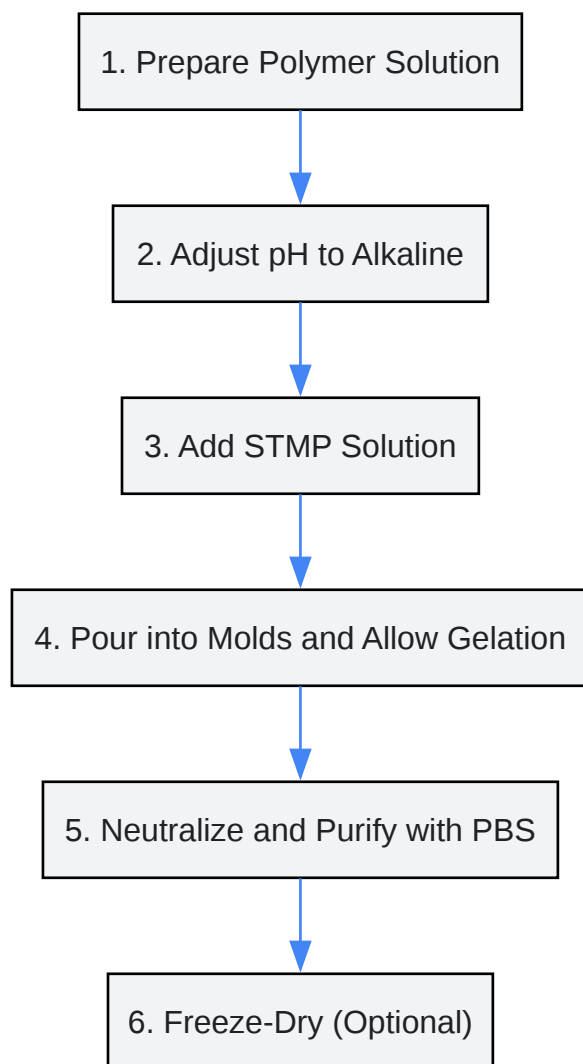 1. Prepare Polymer Solution
2. Adjust pH to Alkaline
3. Add STMP Solution
4. Pour into Molds and Allow Gelation
5. Neutralize and Purify with PBS
6. Freeze-Dry (Optional)